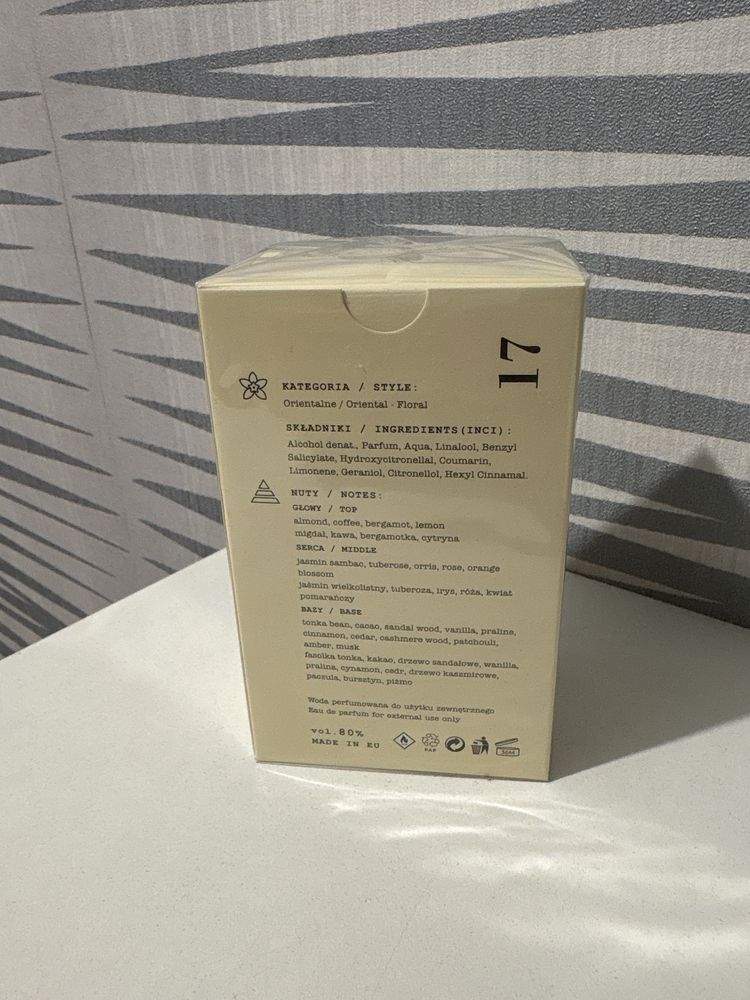 17
KATEGORIA / STYLE:
Orientalne / Oriental - Floral
SKŁADNIKI / INGREDIENTS(INCI):
Alcohol denat., Parfum, Aqua, Linalool, Benzyl
Salicylate, Hydroxycitronellal, Coumarin,
Limonene, Geraniol, Citronellol, Hexyl Cinnamal.
NUTY / NOTES:
GŁOWY / TOP
almond, coffee, bergamot, lemon
migdał, kawa, bergamotka, cytryna
SERCA / MIDDLE
jasmin sambac, tuberose, orris, rose, orange
blossom
jaśmin wielkolistny, tuberoza, irys, róża, kwiat
pomarańczy
BAZY / BASE
tonka bean, cacao, sandal wood, vanilla, praline,
cinnamon, cedar, cashmere wood, patchouli,
amber, musk
fasolka tonka, kakao, drzewo sandałowe, wanilla,
pralina, cynamon, cedr, drzewo kaszmirowe,
paczula, bursztyn, piżmo
Woda perfumowana do użytku zewnętrznego
Eau de parfum for external use only
vol.80%
MADE IN EU
PAP
36M